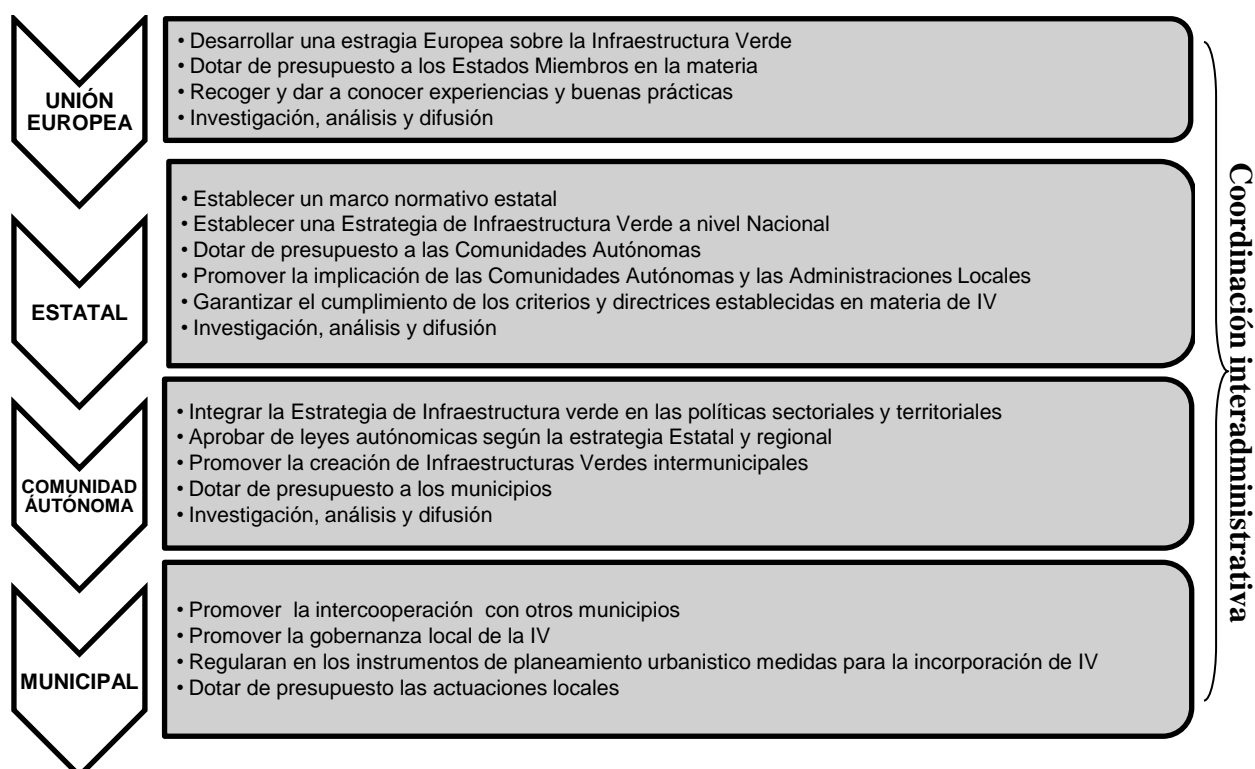 UNIÓN
EUROPEA
• Desarrollar una estragia Europea sobre la Infraestructura Verde
• Dotar de presupuesto a los Estados Miembros en la materia
• Recoger y dar a conocer experiencias y buenas prácticas
• Investigación, análisis y difusión
ESTATAL
• Establecer un marco normativo estatal
• Establecer una Estrategia de Infraestructura Verde a nivel Nacional
• Dotar de presupuesto a las Comunidades Autónomas
• Promover la implicación de las Comunidades Autónomas y las Administraciones Locales
• Garantizar el cumplimiento de los criterios y directrices establecidas en materia de IV
• Investigación, análisis y difusión
COMUNIDAD
ÁUTÓNOMA
• Integrar la Estrategia de Infraestructura verde en las políticas sectoriales y territoriales
• Aprobar de leyes autonómicas según la estrategia Estatal y regional
• Promover la creación de Infraestructuras Verdes intermunicipales
• Dotar de presupuesto a los municipios
• Investigación, análisis y difusión
MUNICIPAL
• Promover la intercooperación con otros municipios
• Promover la gobernanza local de la IV
• Regularan en los instrumentos de planeamiento urbanistico medidas para la incorporación de IV
• Dotar de presupuesto las actuaciones locales
Coordinación interadministrativa